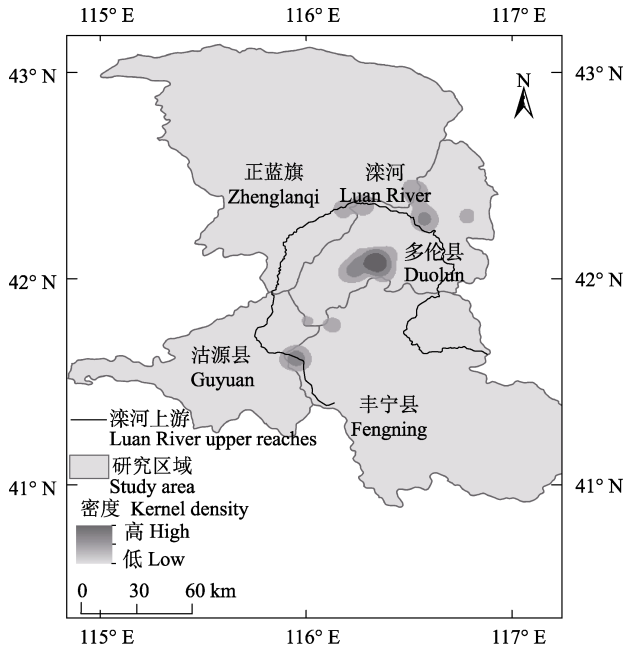 115° E 116° E 117° E
43° N 43° N
N
正蓝旗 滦河
Zhenglanqi Luan River
多伦县
42° N Duolun 42° N
沽源县
Guyuan
丰宁县
Fengning
滦河上游
Luan River upper reaches
研究区域
Study area
41° N 41° N
密度 Kernel density
高 High
低 Low
0 30 60 km
115° E 116° E 117° E